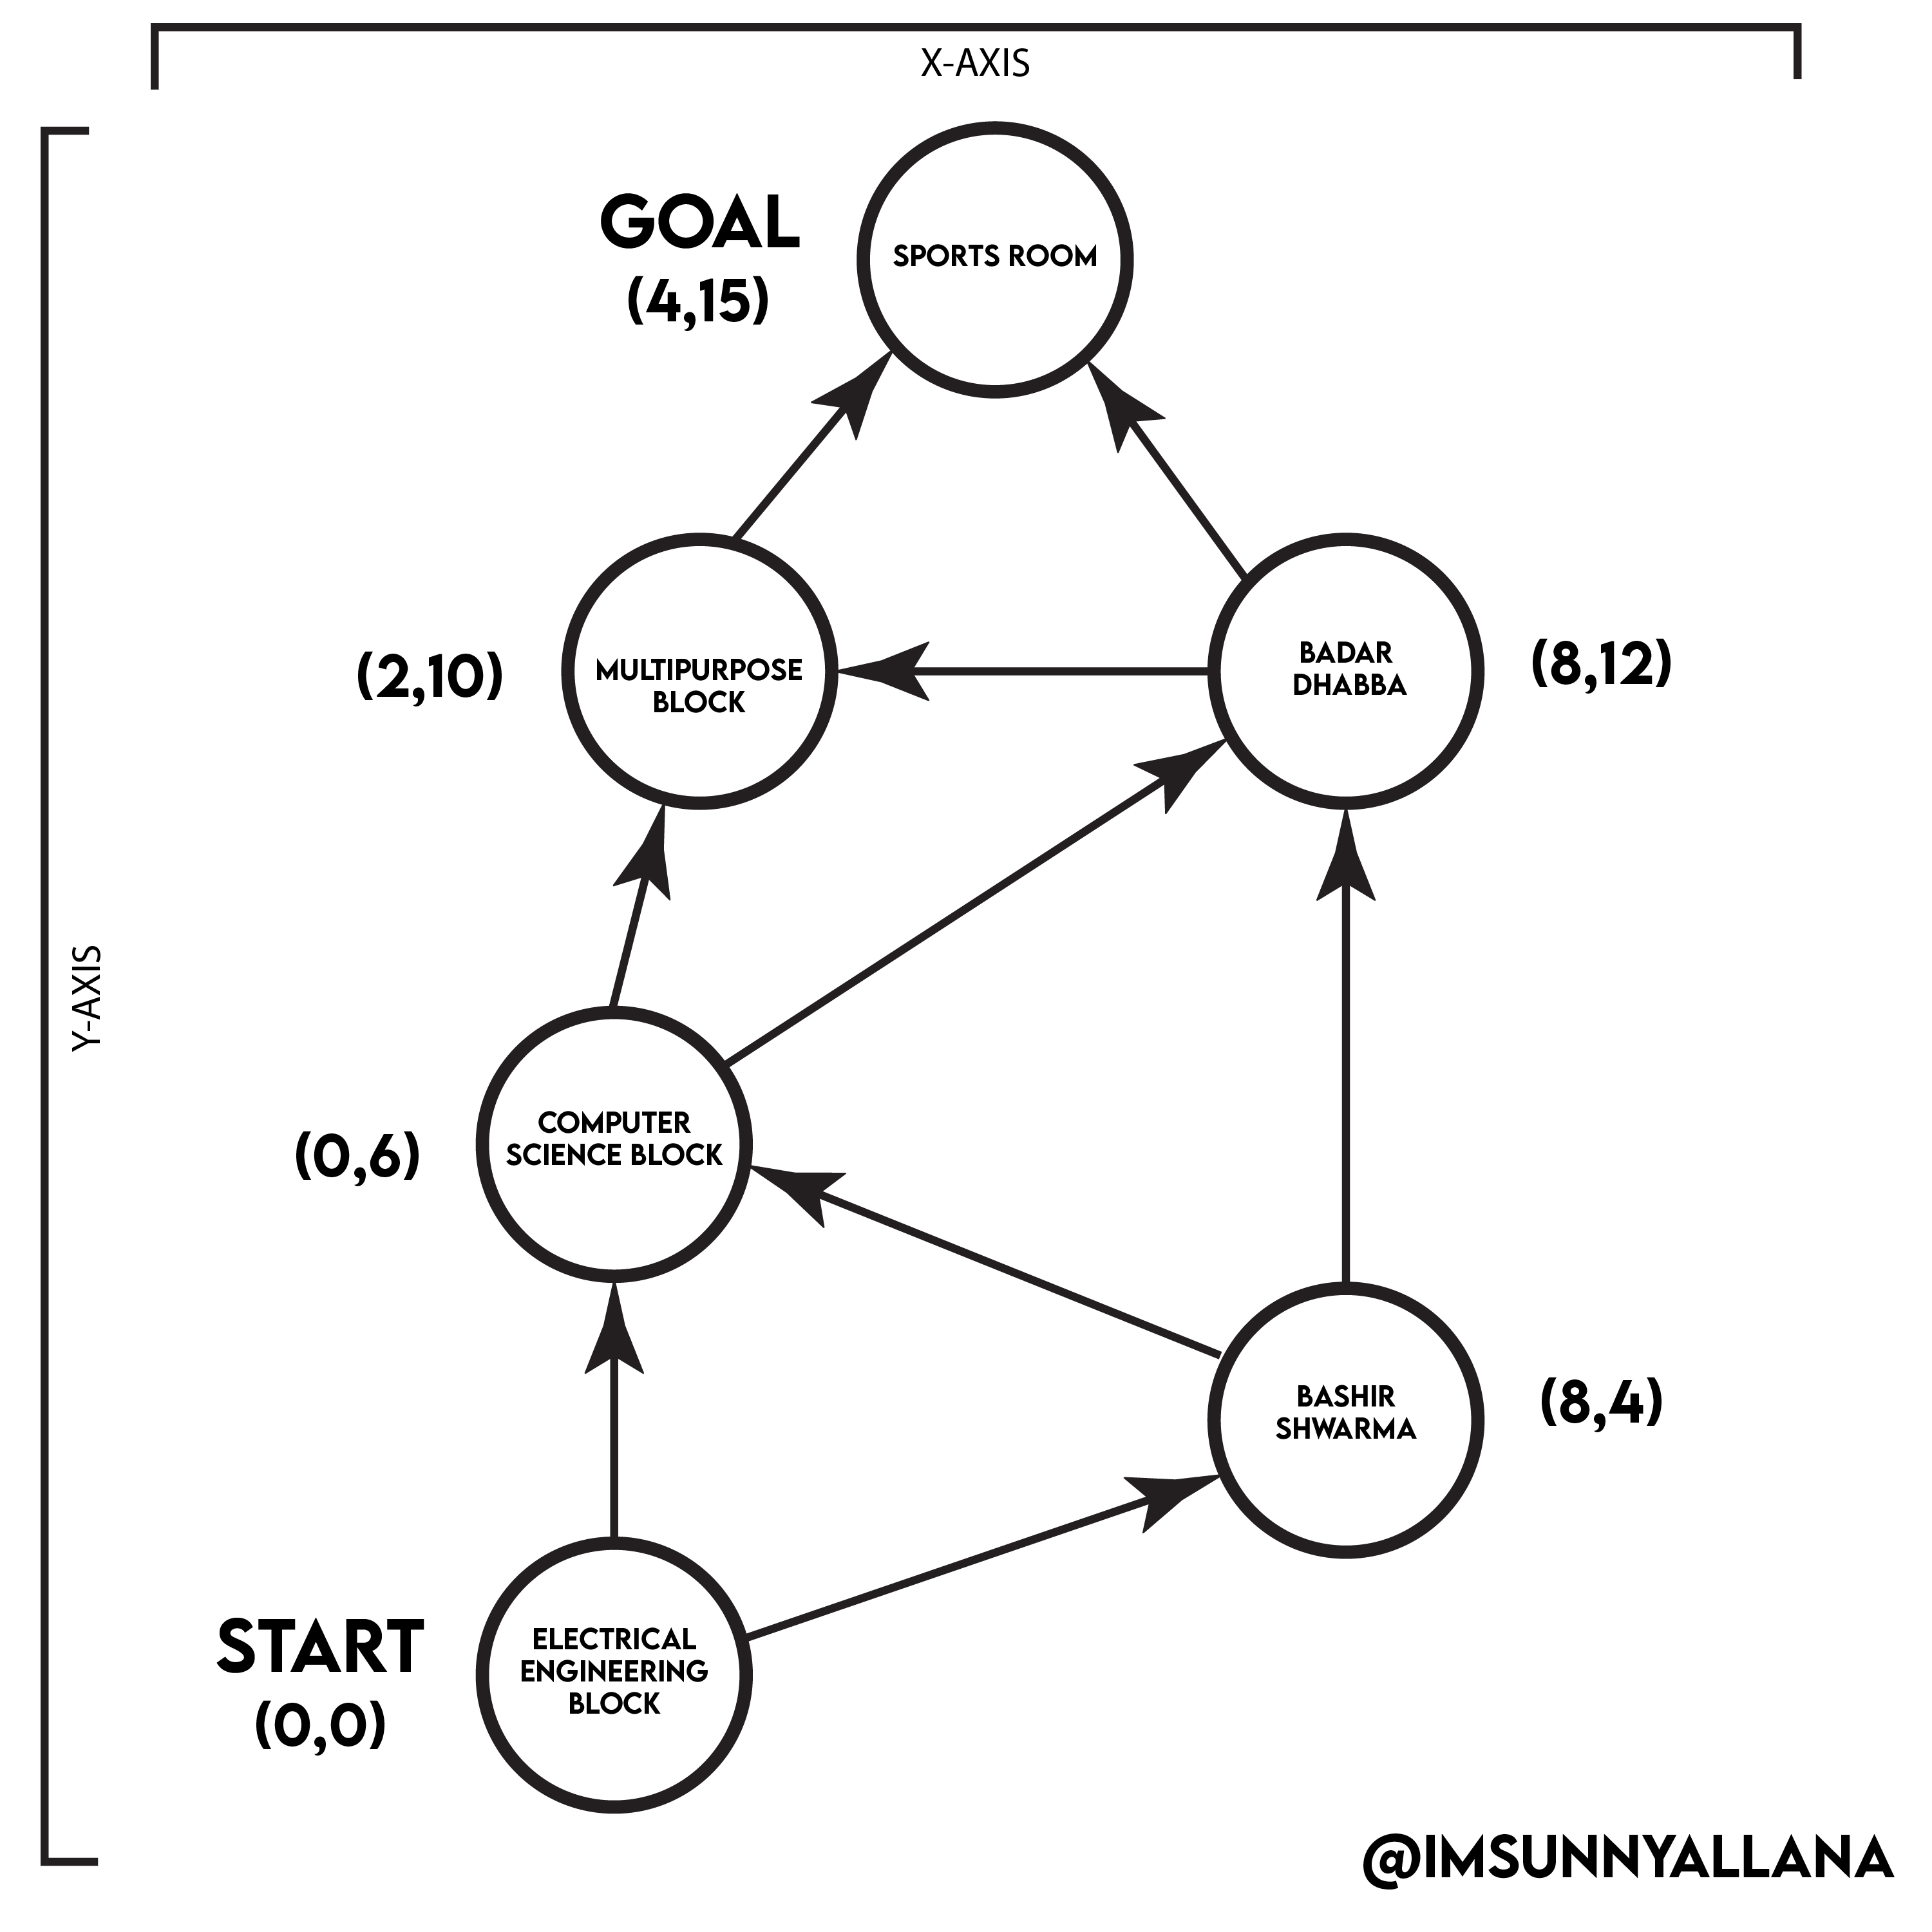 X-AXIS
GOAL
(4,15)
SPORTS ROOM
(2,10)
MULTIPURPOSE
BLOCK
BADAR
DHABBA
(8,12)
Y-AXIS
(0,6)
COMPUTER
SCIENCE BLOCK
BASHIR
SHWARMA
(8,4)
START
(0,0)
ELECTRICAL
ENGINEERING
BLOCK
@IMSUNNYALLANA